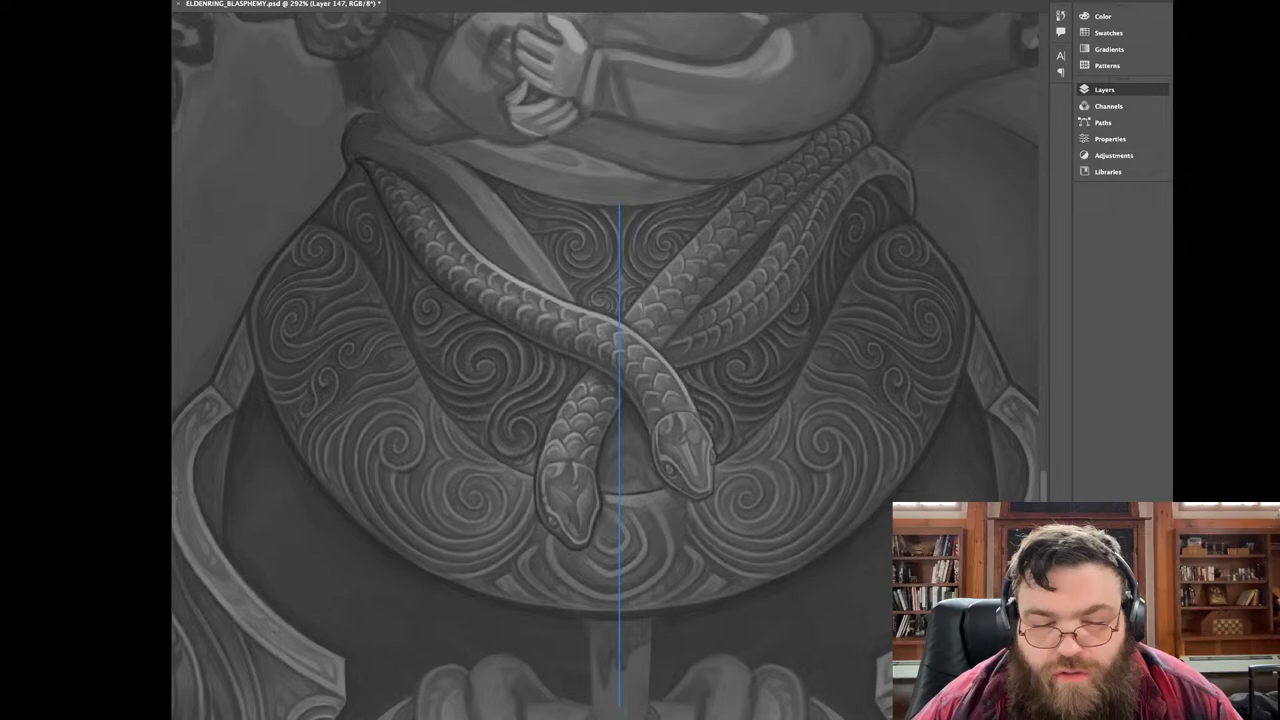 × ELDENRING_BLASPHEMY.psd @ 292% (Layer 147, RGB/8*) *
Color
Swatches
Gradients
Patterns
Layers
Channels
Paths
Properties
Adjustments
Libraries